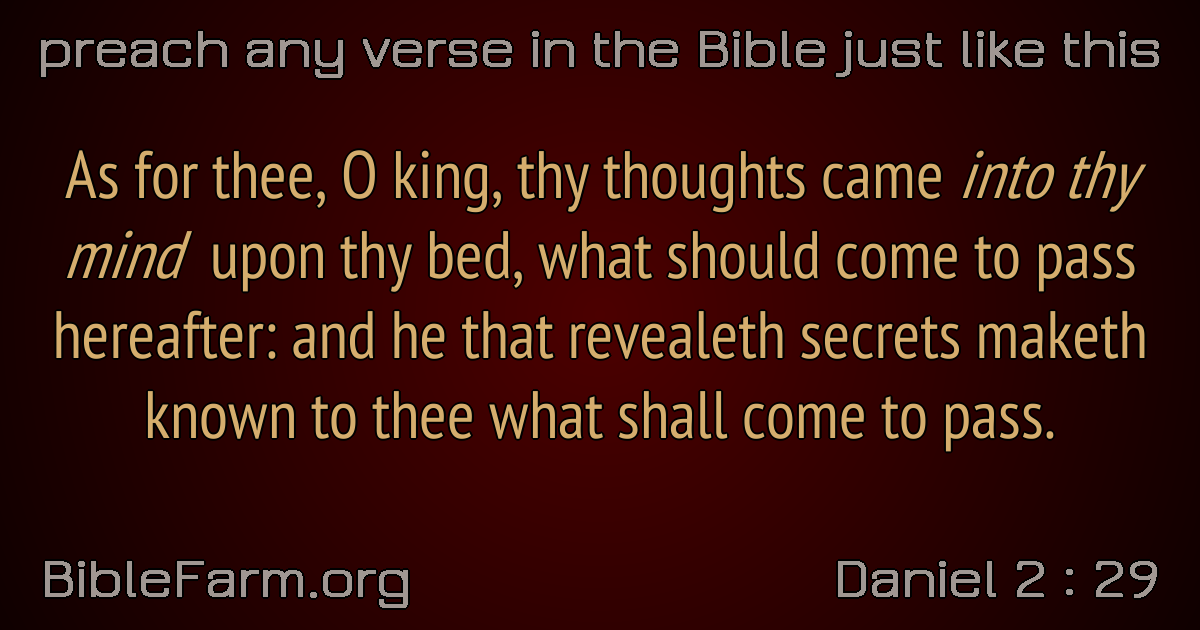 preach any verse in the Bible just like this
As for thee, O king, thy thoughts came into thy
mind upon thy bed, what should come to pass
hereafter: and he that revealeth secrets maketh
known to thee what shall come to pass.
BibleFarm.org
Daniel 2 : 29